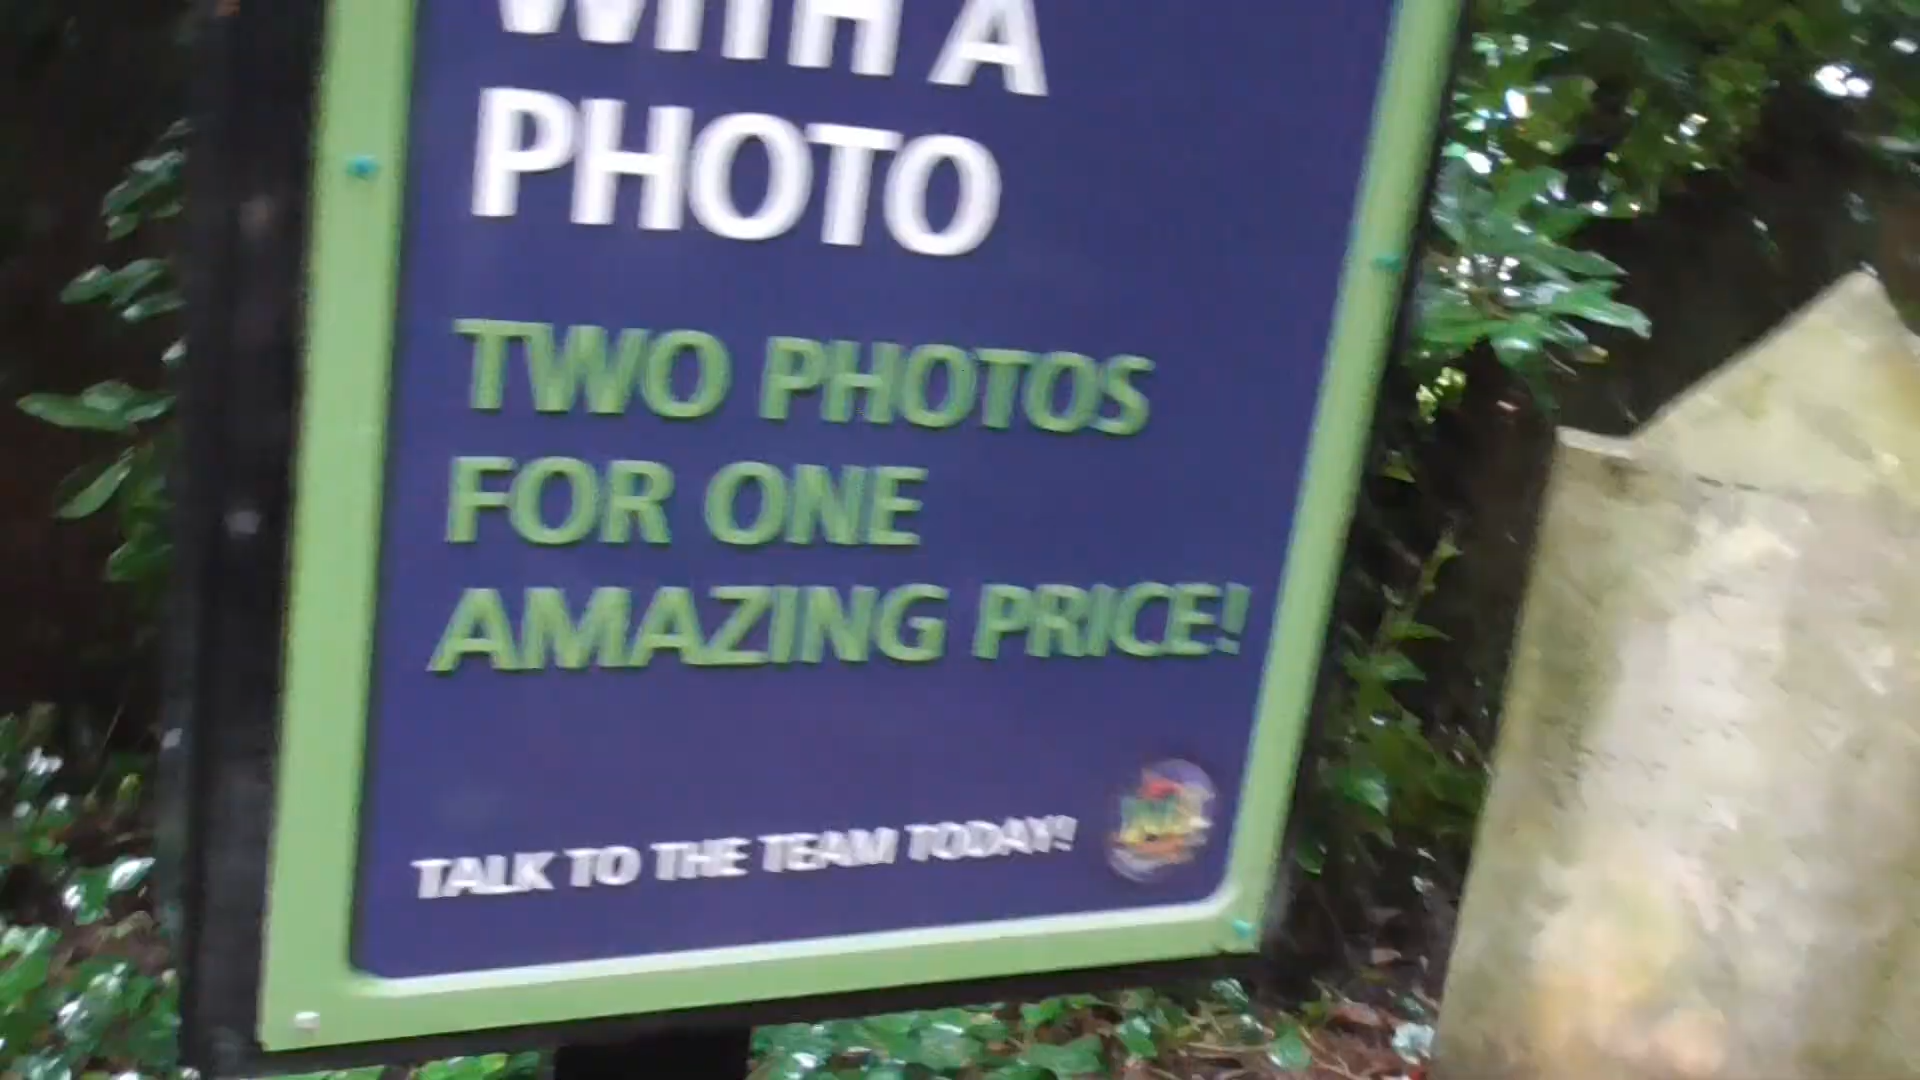 WITH A
PHOTO
TWO PHOTOS
FOR ONE
AMAZING PRICE!
TALK TO THE TEAM TODAY!